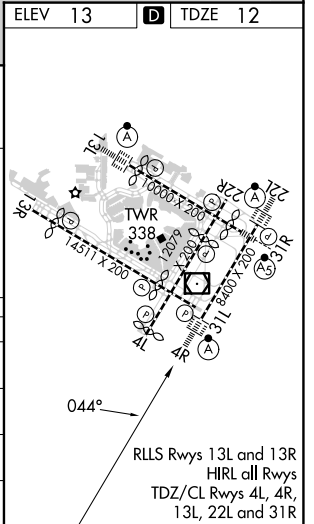 ELEV 13 D TDZE 12
A
13L
P
10000 X 200
P
22R
A
22L
13R
P
TWR
338
12079 X 200
P
P
31R
A5
14511 X 200
P
8400 X 200
P
P
31L
4L
4R
A
044°
RLLS Rwys 13L and 13R
HIRL all Rwys
TDZ/CL Rwys 4L, 4R,
13L, 22L and 31R